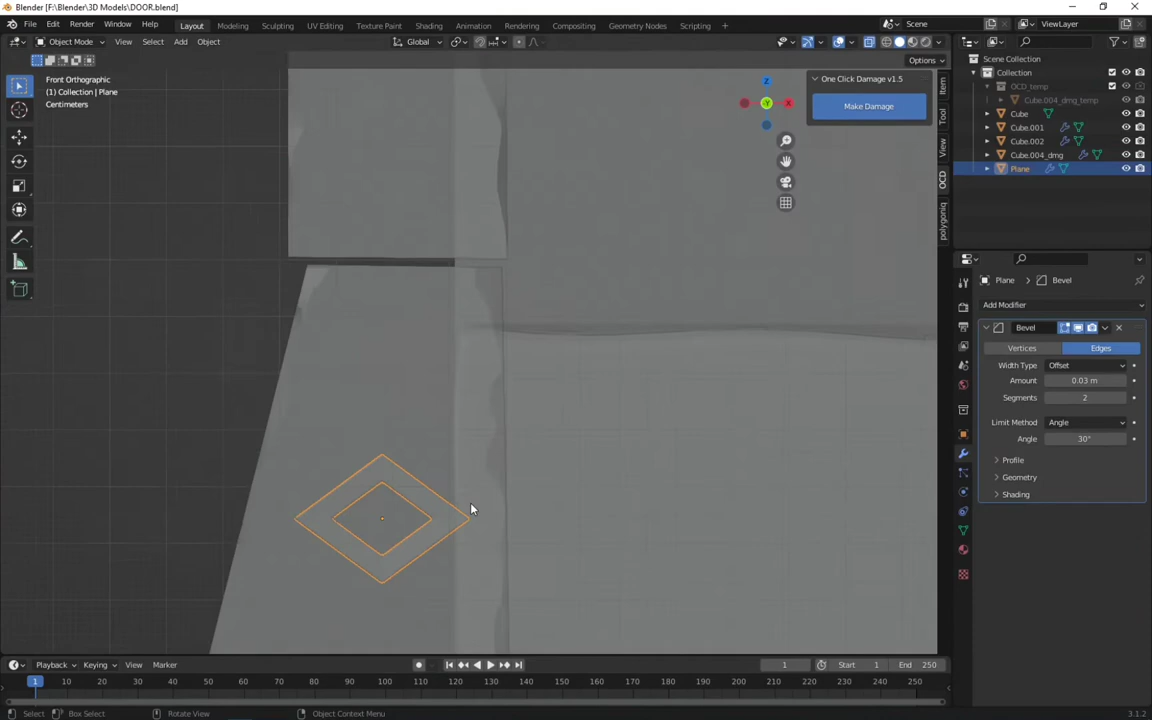 Blender [F:\Blender\3D Models\DOOR.blend]
File Edit Render Window Help Layout Modeling Sculpting UV Editing Texture Paint Shading Animation Rendering Compositing Geometry Nodes Scripting + Scene ViewLayer
Object Mode View Select Add Object Global
Options
Front Orthographic
(1) Collection | Plane
Centimeters
One Click Damage v1.5
Make Damage
Z
Y
X
Item
Tool
View
OCD
polygoniq
Scene Collection
Collection
OCD_temp
Cube.004_dmg_temp
Cube
Cube.001
Cube.002
Cube.004_dmg
Plane
Plane > Bevel
Add Modifier
Bevel
Vertices Edges
Width Type Offset
Amount 0.03 m
Segments 2
Limit Method Angle
Angle 30°
Profile
Geometry
Shading
Playback Keying View Marker 1 Start 1 End 250
1 10 20 30 40 50 60 70 80 90 100 110 120 130 140 150 160 170 180 190 200 210 220 230 240 250
Select Box Select Rotate View Object Context Menu 3.1.2